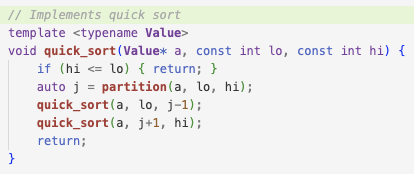 // Implements quick sort
template <typename Value>
void quick_sort(Value* a, const int lo, const int hi) {
    if (hi <= lo) { return; }
    auto j = partition(a, lo, hi);
    quick_sort(a, lo, j-1);
    quick_sort(a, j+1, hi);
    return;
}